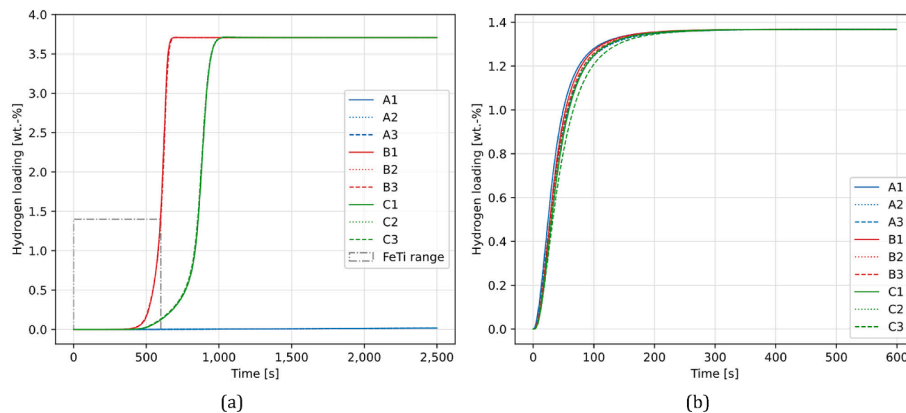 4.0
3.5
3.0
2.5
2.0
1.5
1.0
0.5
0.0
Hydrogen loading [wt.-%]
A1
A2
A3
B1
B2
B3
C1
C2
C3
FeTi range
0
500
1,000
1,500
2,000
2,500
Time [s]
(a)
1.4
1.2
1.0
0.8
0.6
0.4
0.2
0.0
Hydrogen loading [wt.-%]
A1
A2
A3
B1
B2
B3
C1
C2
C3
0
100
200
300
400
500
600
Time [s]
(b)